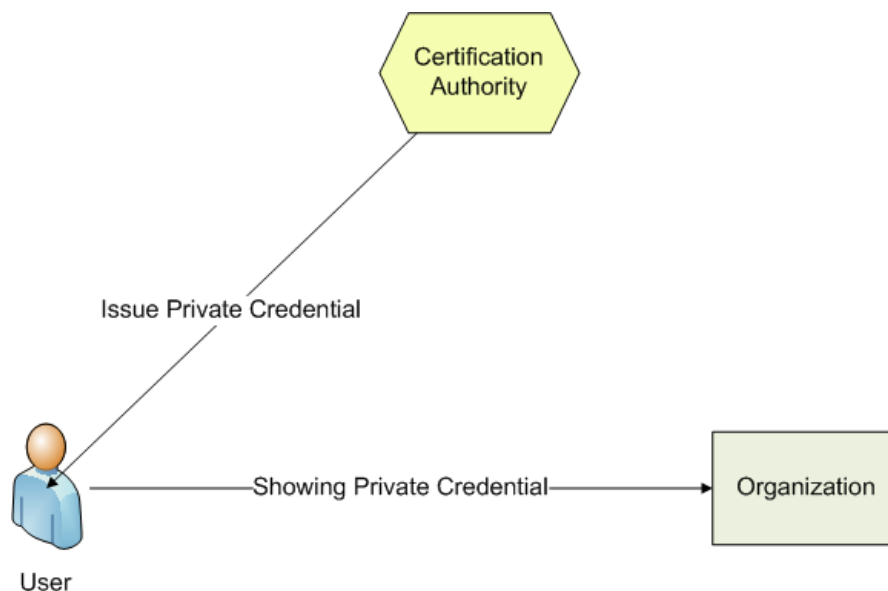 Certification
Authority
Issue Private Credential
Showing Private Credential
Organization
User